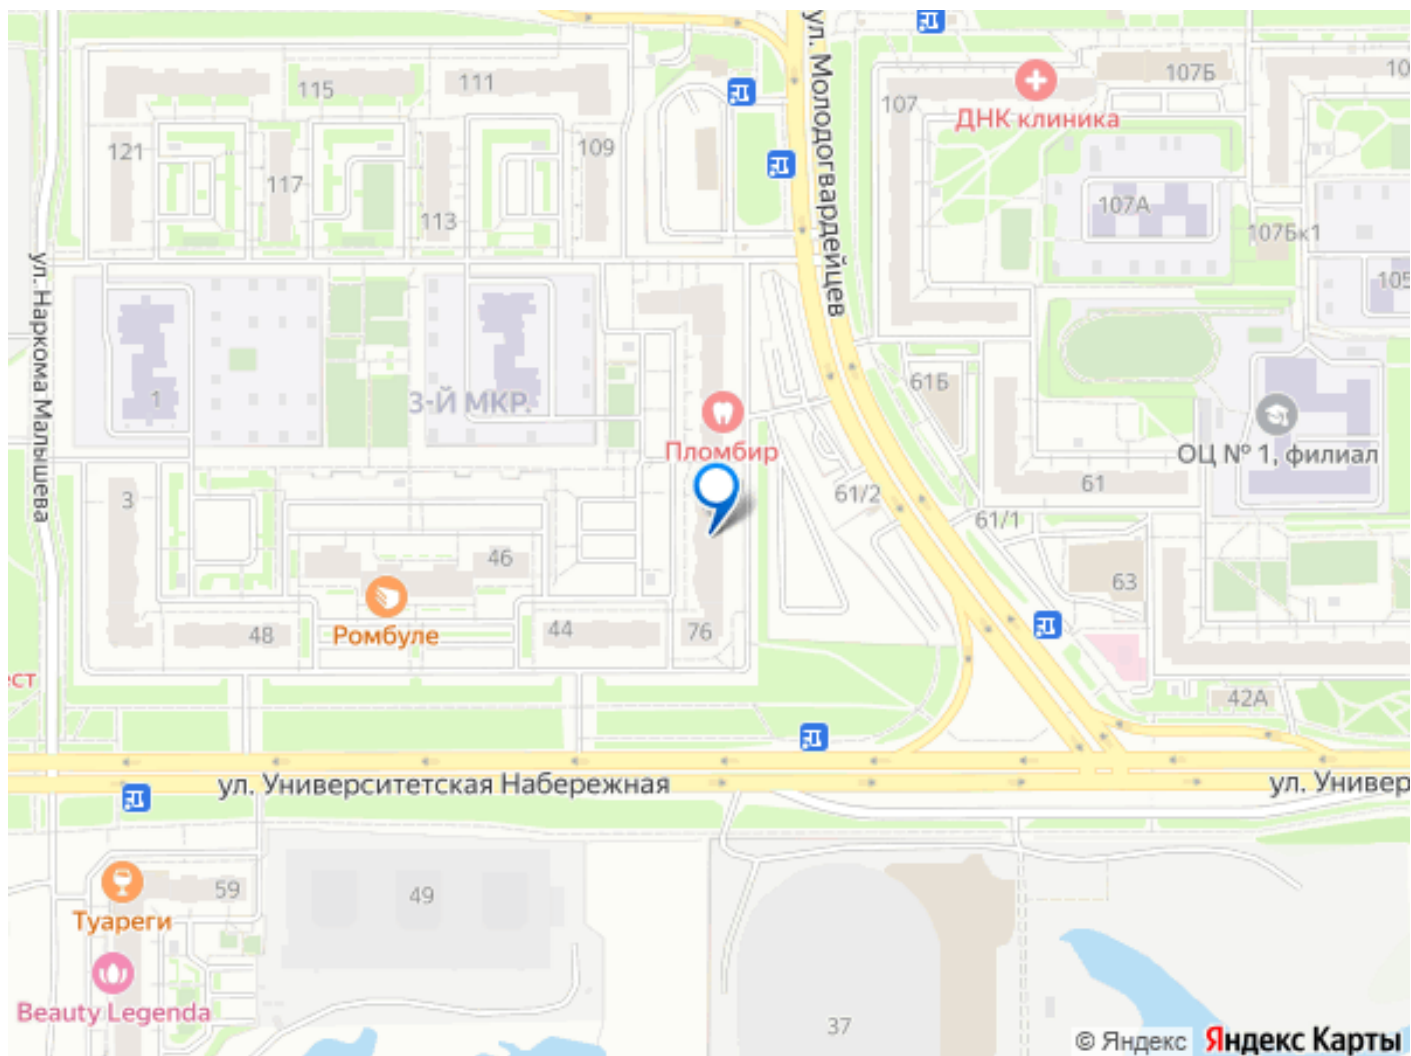 ул. Молодогвардейцев
107Б
10
115
111
107
ДНК клиника
121
109
117
107А
113
107Бк1
ул. Наркома Малышева
105
61Б
1
3-Й МКР.
Пломбир
ОЦ № 1, филиал
3
61/2
61
61/1
46
63
Ромбуле
48
44
76
ест
42А
ул. Университетская Набережная
ул. Универ
59
49
Туареги
Beauty Legenda
37
© Яндекс Яндекс Карты